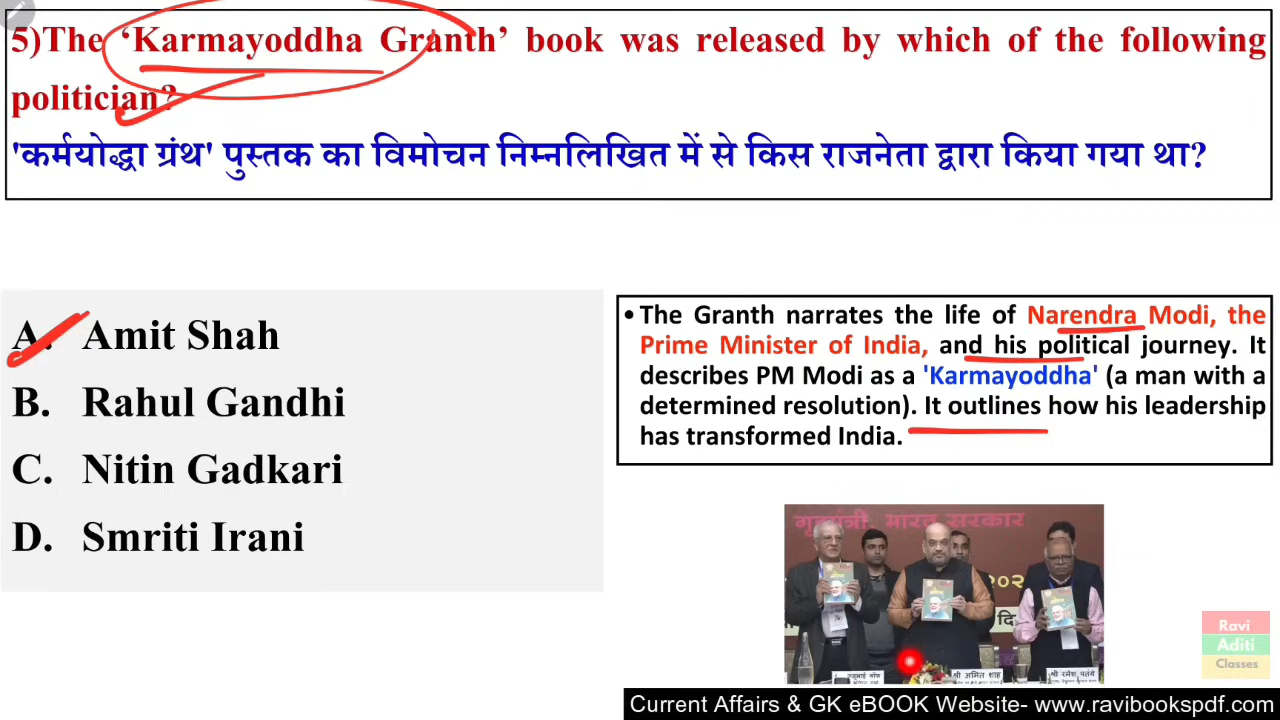 5)The ‘Karmayoddha Granth’ book was released by which of the following
politician?
'कर्मयोद्धा ग्रंथ' पुस्तक का विमोचन निम्नलिखित में से किस राजनेता द्वारा किया गया था?
A. Amit Shah
B. Rahul Gandhi
C. Nitin Gadkari
D. Smriti Irani
• The Granth narrates the life of Narendra Modi, the
Prime Minister of India, and his political journey. It
describes PM Modi as a 'Karmayoddha' (a man with a
determined resolution). It outlines how his leadership
has transformed India.
गृहमंत्री, भारत सरकार
श्री अमित शाह
श्री रमेश पतंगे
Ravi
Aditi
Classes
Current Affairs & GK eBOOK Website- www.ravibookspdf.com